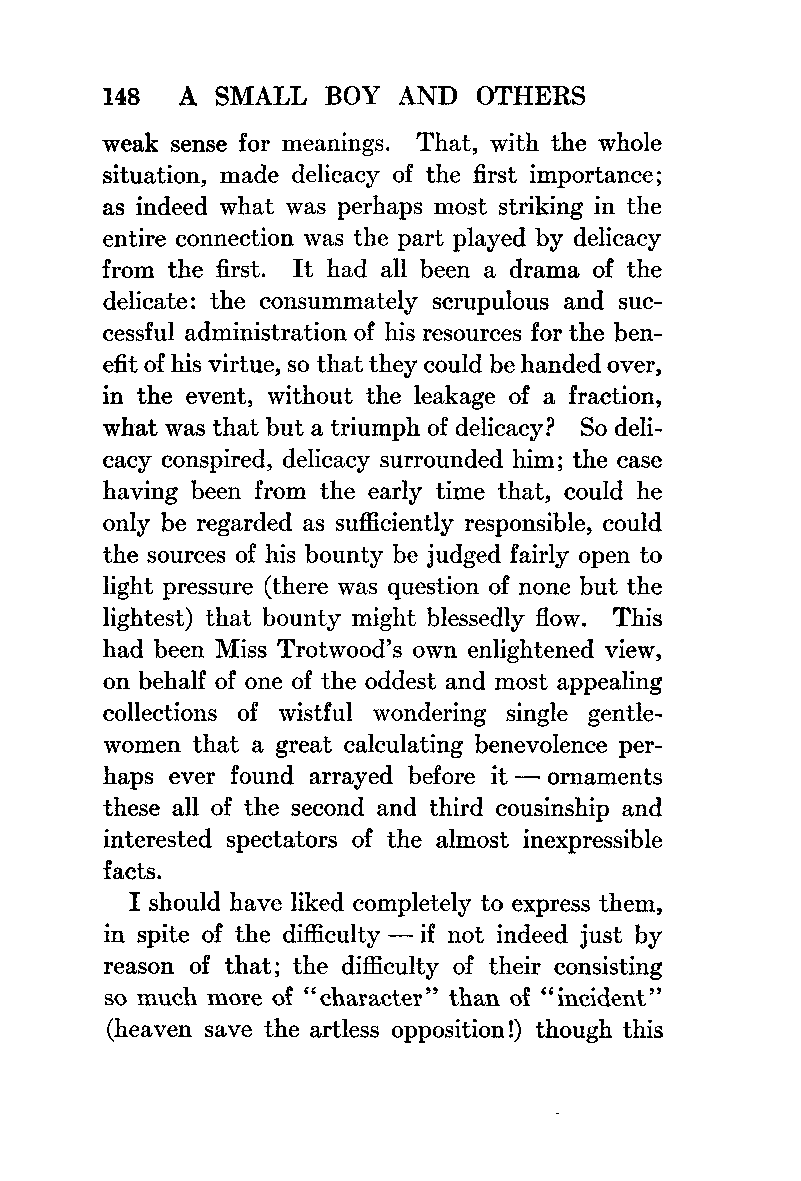 148 A SMALL BOY AND OTHERS
weak sense for meanings. That, with the whole
situation, made delicacy of the first importance;
as indeed what was perhaps most striking in the
entire connection was the part played by delicacy
from the first. It had all been a drama of the
delicate: the consummately scrupulous and suc-
cessful administration of his resources for the ben-
efit of his virtue, so that they could be handed over,
in the event, without the leakage of a fraction,
what was that but a triumph of delicacy? So deli-
cacy conspired, delicacy surrounded him; the case
having been from the early time that, could he
only be regarded as sufficiently responsible, could
the sources of his bounty be judged fairly open to
light pressure (there was question of none but the
lightest) that bounty might blessedly flow. This
had been Miss Trotwood's own enlightened view,
on behalf of one of the oddest and most appealing
collections of wistful wondering single gentle-
women that a great calculating benevolence per-
haps ever found arrayed before it — ornaments
these all of the second and third cousinship and
interested spectators of the almost inexpressible
facts.
I should have liked completely to express them,
in spite of the difficulty — if not indeed just by
reason of that; the difficulty of their consisting
so much more of “character” than of “incident”
(heaven save the artless opposition!) though this